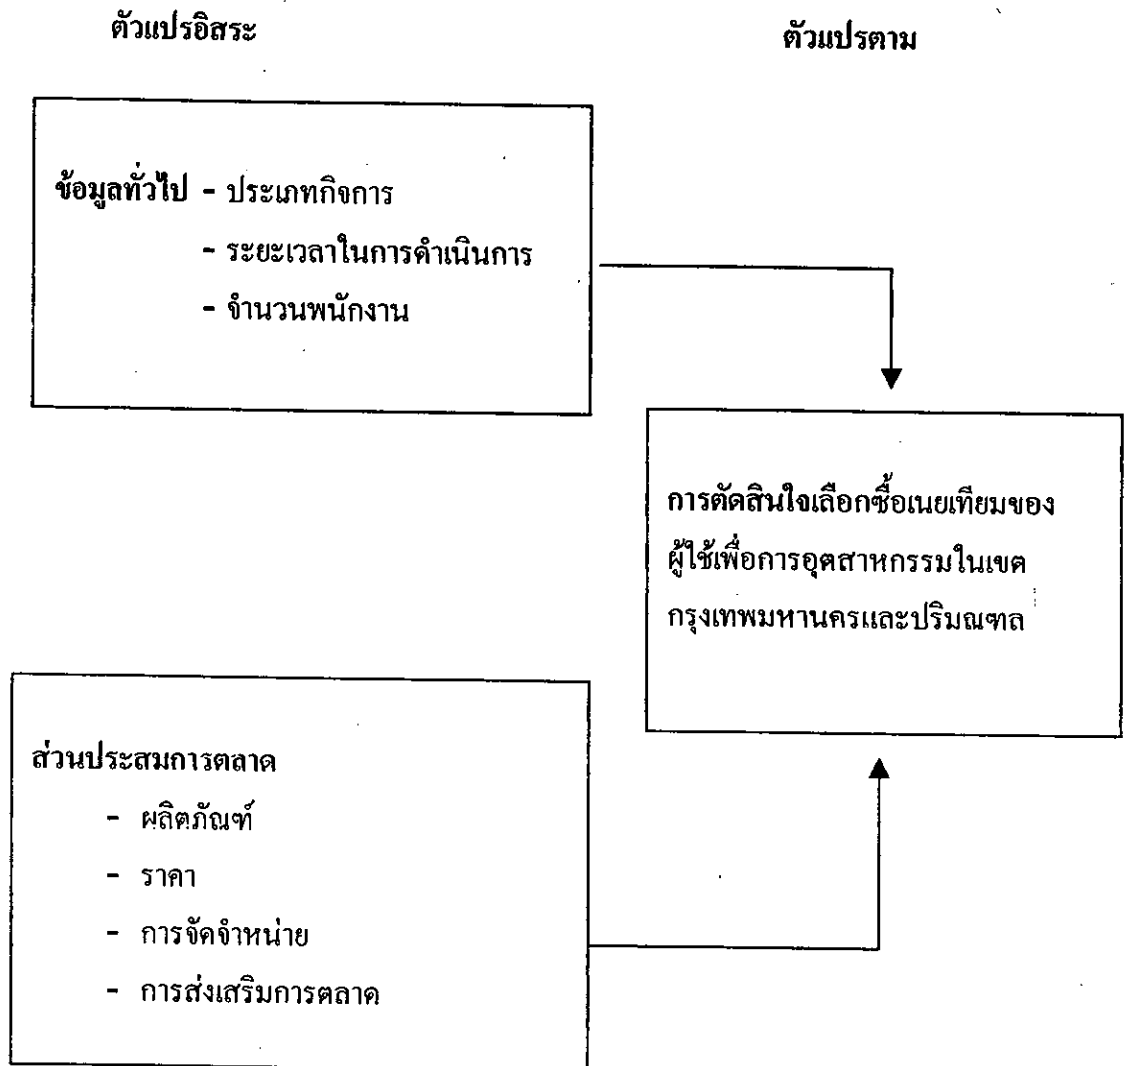 ตัวแปรอิสระ
ตัวแปรตาม
ข้อมูลทั่วไป - ประเภทกิจการ
- ระยะเวลาในการดำเนินการ
- จำนวนพนักงาน
การตัดสินใจเลือกซื้อเนยเทียมของ
ผู้ใช้เพื่อการอุตสาหกรรมในเขต
กรุงเทพมหานครและปริมณฑล
ส่วนประสมการตลาด
- ผลิตภัณฑ์
- ราคา
- การจัดจำหน่าย
- การส่งเสริมการตลาด